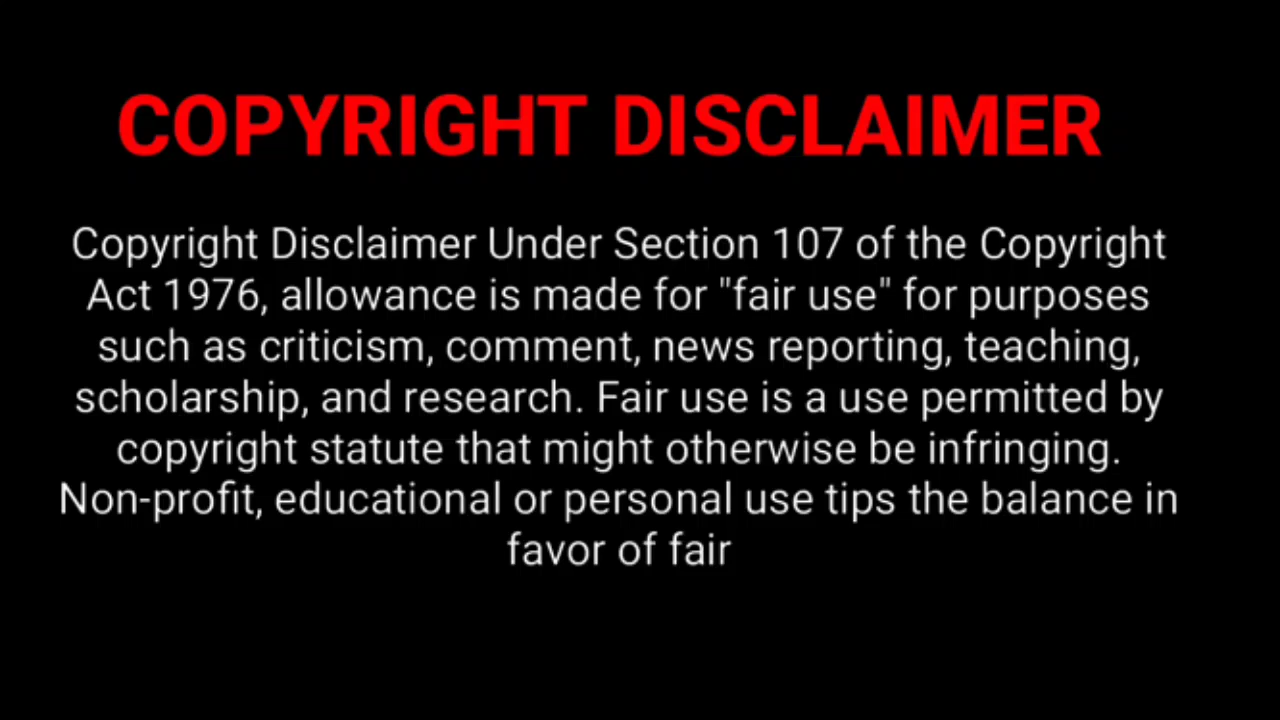 COPYRIGHT DISCLAIMER
Copyright Disclaimer Under Section 107 of the Copyright
Act 1976, allowance is made for "fair use" for purposes
such as criticism, comment, news reporting, teaching,
scholarship, and research. Fair use is a use permitted by
copyright statute that might otherwise be infringing.
Non-profit, educational or personal use tips the balance in
favor of fair